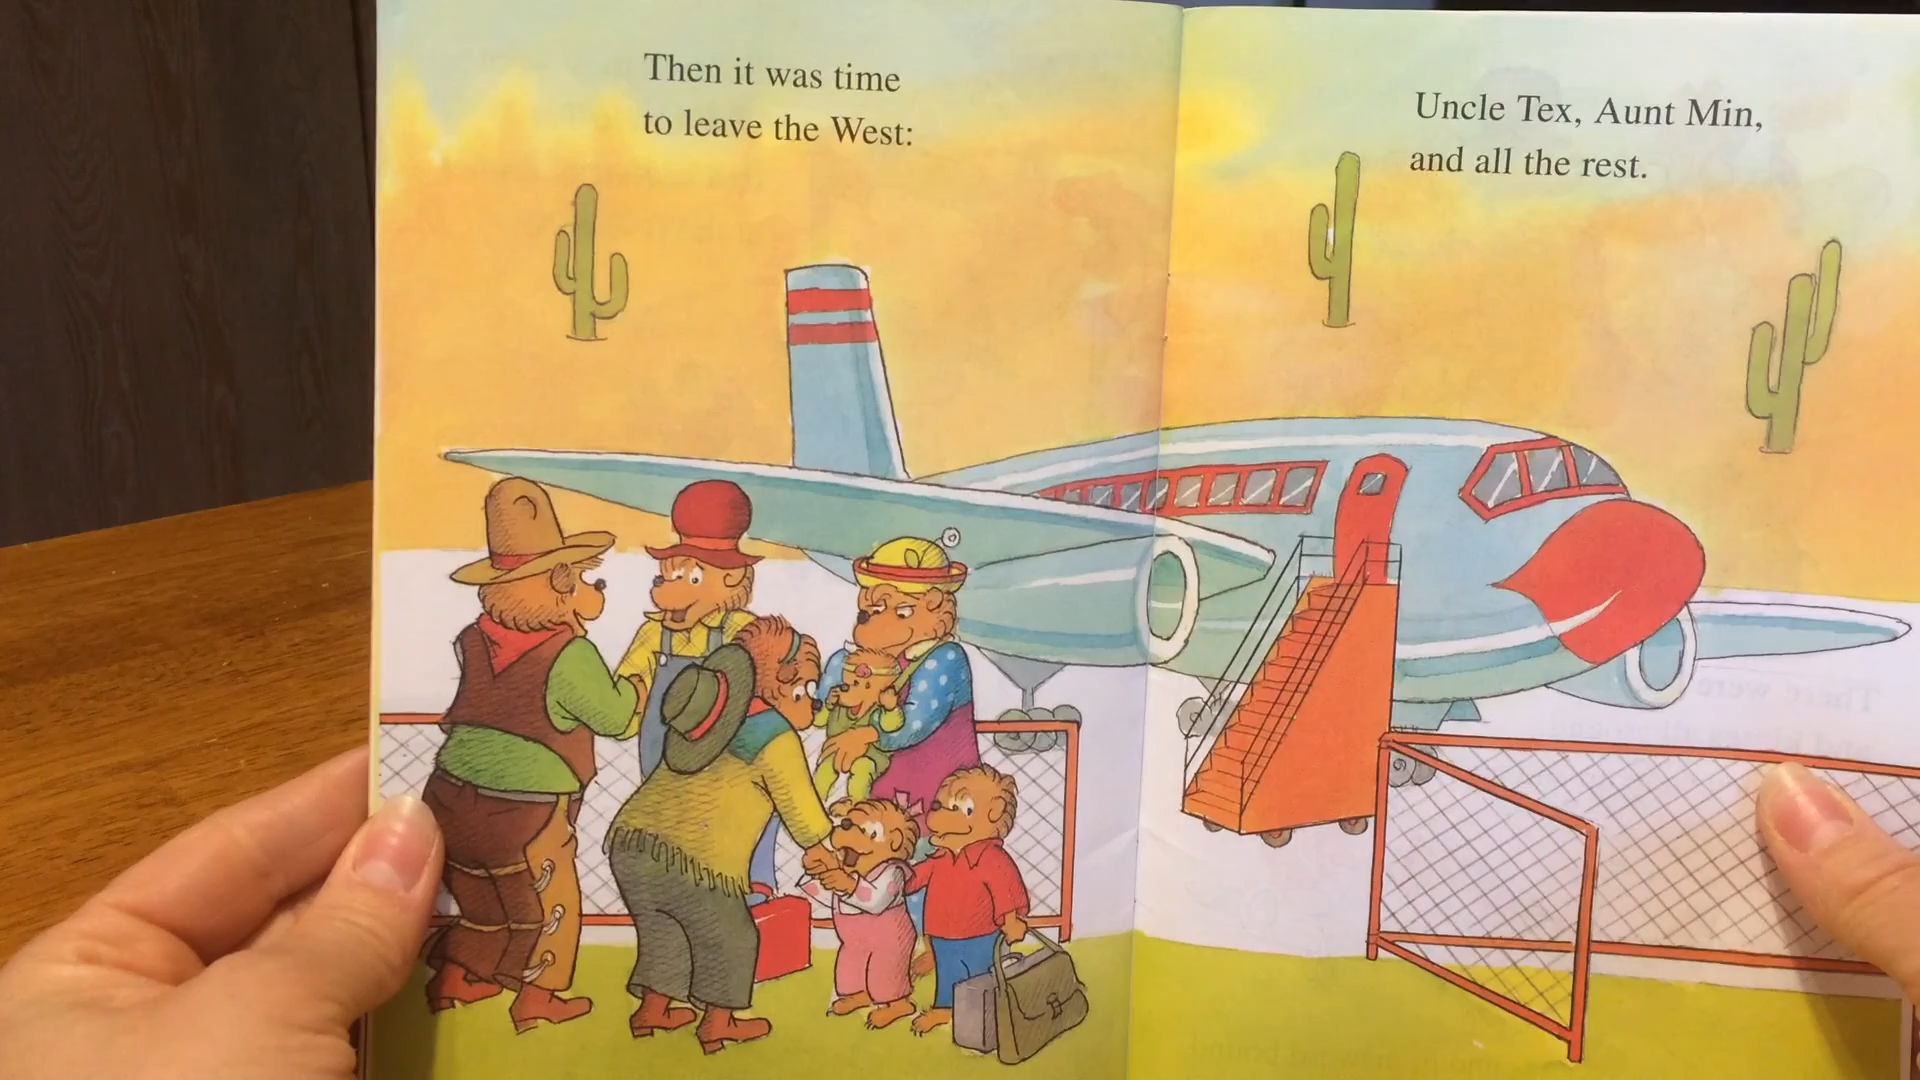 Then it was time
to leave the West:
Uncle Tex, Aunt Min,
and all the rest.